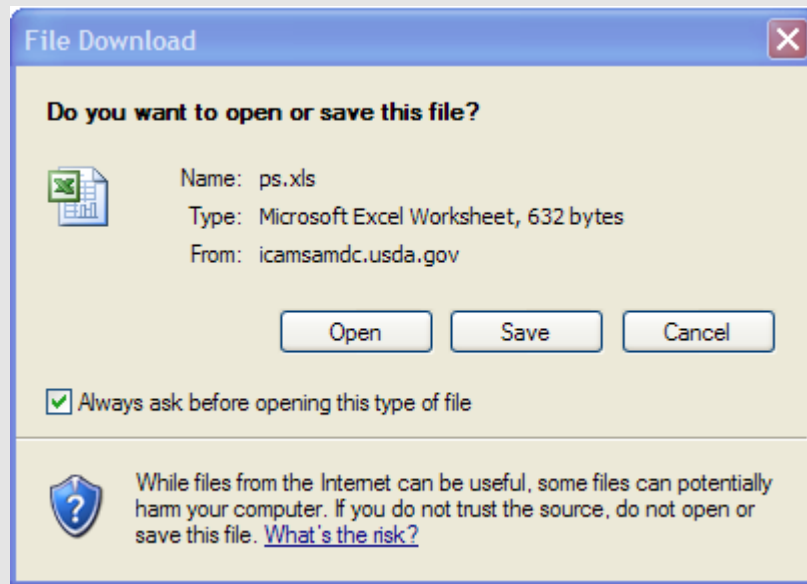 File Download
Do you want to open or save this file?
Name: ps.xls
Type: Microsoft Excel Worksheet, 632 bytes
From: icamsamdc.usda.gov
Open Save Cancel
Always ask before opening this type of file
While files from the Internet can be useful, some files can potentially
harm your computer. If you do not trust the source, do not open or
save this file. What's the risk?